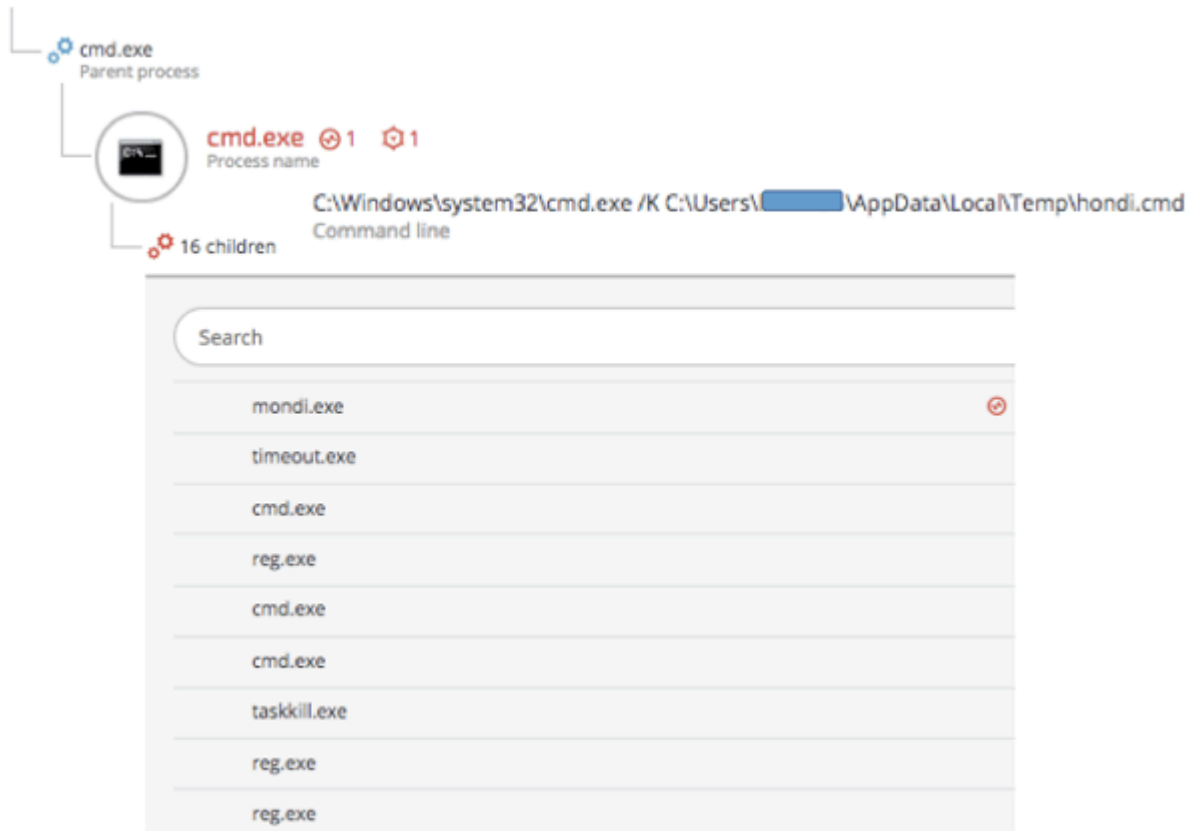 cmd.exe
Parent process
cmd.exe 1 1
Process name
C:\Windows\system32\cmd.exe /K C:\Users\ \AppData\Local\Temp\hondi.cmd
Command line
16 children
Search
mondi.exe
timeout.exe
cmd.exe
reg.exe
cmd.exe
cmd.exe
taskkill.exe
reg.exe
reg.exe